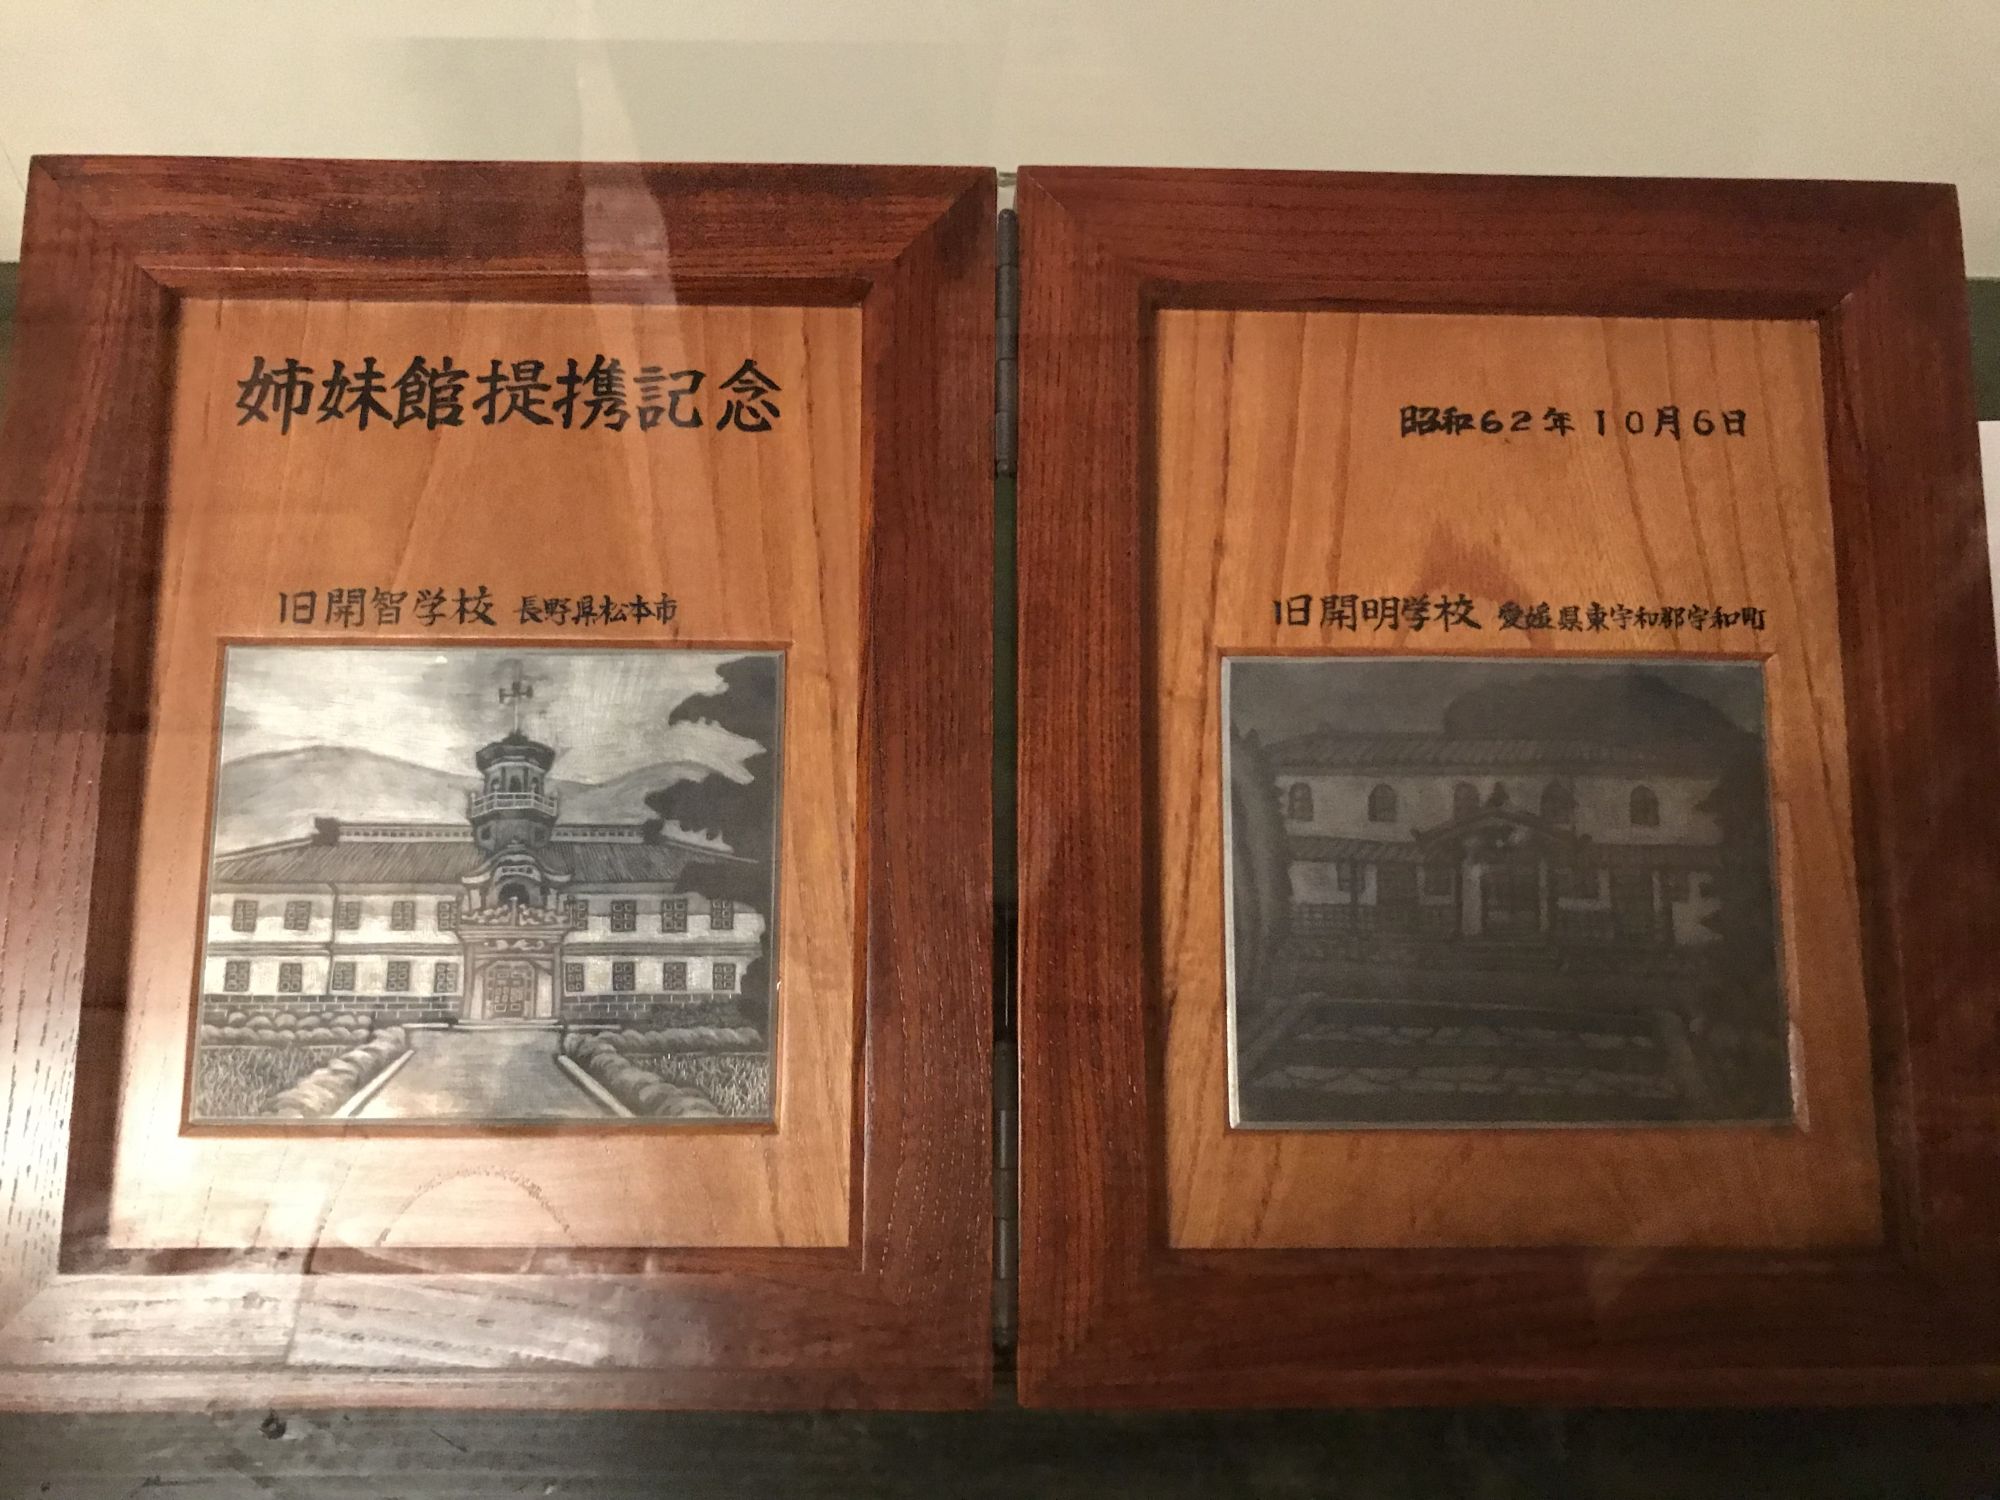 姉妹館提携記念
旧開智学校 長野県松本市
昭和62年10月6日
旧開明学校 愛媛県東宇和郡宇和町